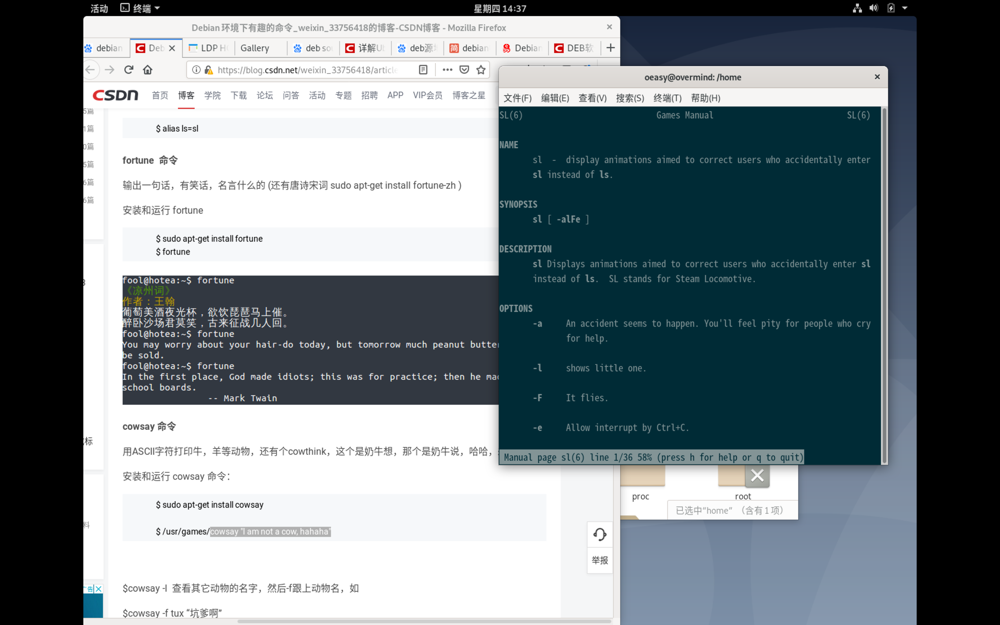 活动 终端 星期四 14:37
Debian 环境下有趣的命令_weixin_33756418的博客-CSDN博客 - Mozilla Firefox
debian Deb LDP HO Gallery deb sou 详解Ub deb源 debian Debian DEB软
https://blog.csdn.net/weixin_33756418/article
CSDN 首页 博客 学院 下载 论坛 问答 活动 专题 招聘 APP VIP会员 博客之星
5篇
1篇
0篇
5篇
6篇
6篇
$ alias ls=sl
fortune 命令
输出一句话，有笑话，名言什么的 (还有唐诗宋词 sudo apt-get install fortune-zh )
安装和运行 fortune
$ sudo apt-get install fortune
$ fortune
fool@hotea:~$ fortune
《凉州词》
作者：王翰
葡萄美酒夜光杯，欲饮琵琶马上催。
醉卧沙场君莫笑，古来征战几人回。
fool@hotea:~$ fortune
You may worry about your hair-do today, but tomorrow much peanut butter
be sold.
fool@hotea:~$ fortune
In the first place, God made idiots; this was for practice; then he mad
school boards.
-- Mark Twain
cowsay 命令
用ASCII字符打印牛，羊等动物，还有个cowthink，这个是奶牛想，那个是奶牛说，哈哈，
安装和运行 cowsay 命令：
$ sudo apt-get install cowsay
$ /usr/games/cowsay "I am not a cow, hahaha"
$cowsay -l 查看其它动物的名字，然后-f跟上动物名，如
$cowsay -f tux “坑爹啊”
标
料
广告
举报
oeasy@overmind: /home
文件(F) 编辑(E) 查看(V) 搜索(S) 终端(T) 帮助(H)
SL(6) Games Manual SL(6)
NAME
sl - display animations aimed to correct users who accidentally enter
sl instead of ls.
SYNOPSIS
sl [ -alFe ]
DESCRIPTION
sl Displays animations aimed to correct users who accidentally enter sl
instead of ls. SL stands for Steam Locomotive.
OPTIONS
-a An accident seems to happen. You'll feel pity for people who cry
for help.
-l shows little one.
-F It flies.
-e Allow interrupt by Ctrl+C.
Manual page sl(6) line 1/36 58% (press h for help or q to quit)
proc root
已选中“home” （含有 1 项）